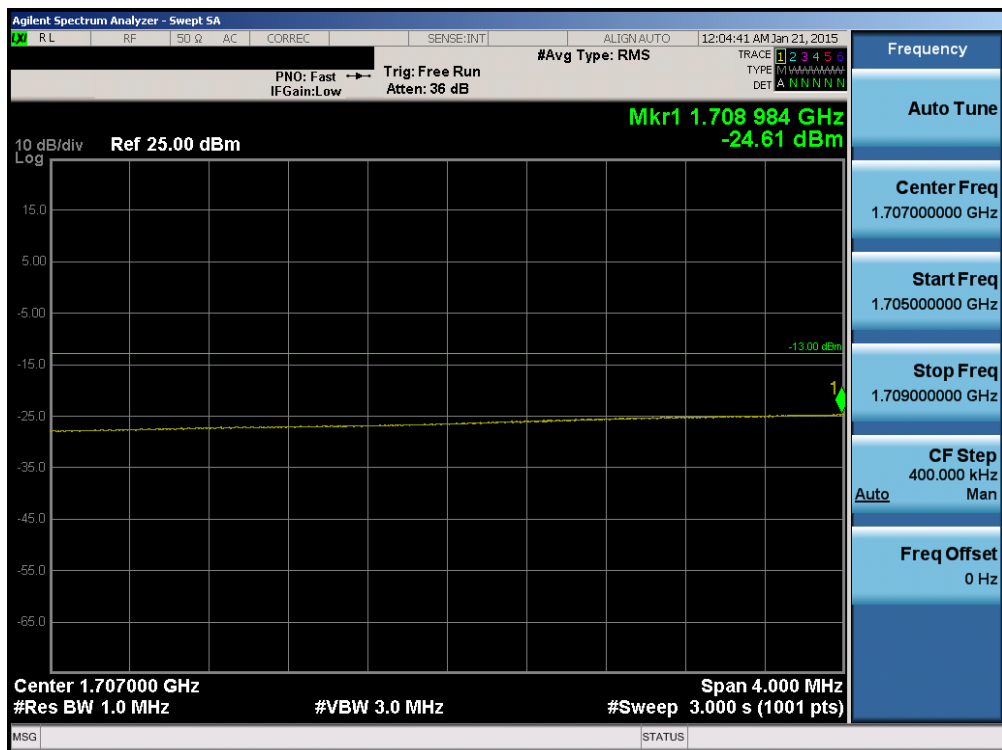 Agilent Spectrum Analyzer - Swept SA
LXI RL RF 50 Ω AC CORREC SENSE:INT ALIGN AUTO 12:04:41 AM Jan 21, 2015
#Avg Type: RMS TRACE 1 2 3 4 5 6
PNO: Fast Trig: Free Run TYPE M WWWWW
IFGain:Low Atten: 36 dB DET A N N N N N
Mkr1 1.708 984 GHz
-24.61 dBm
10 dB/div Ref 25.00 dBm
Log
15.0
5.00
-5.00
-13.00 dBm
-15.0
1
-25.0
-35.0
-45.0
-55.0
-65.0
Center 1.707000 GHz Span 4.000 MHz
#Res BW 1.0 MHz #VBW 3.0 MHz #Sweep 3.000 s (1001 pts)
MSG STATUS
Frequency
Auto Tune
Center Freq
1.707000000 GHz
Start Freq
1.705000000 GHz
Stop Freq
1.709000000 GHz
CF Step
400.000 kHz
Auto Man
Freq Offset
0 Hz